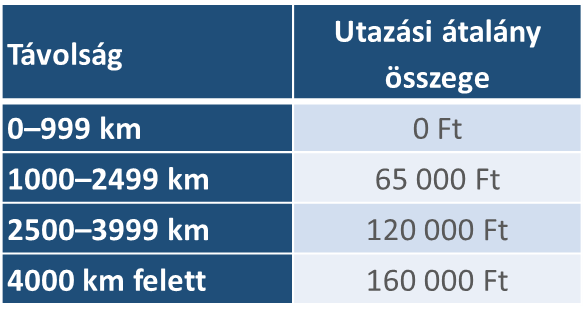 Távolság
Utazási átalány
összege
0–999 km
0 Ft
1000–2499 km
65 000 Ft
2500–3999 km
120 000 Ft
4000 km felett
160 000 Ft